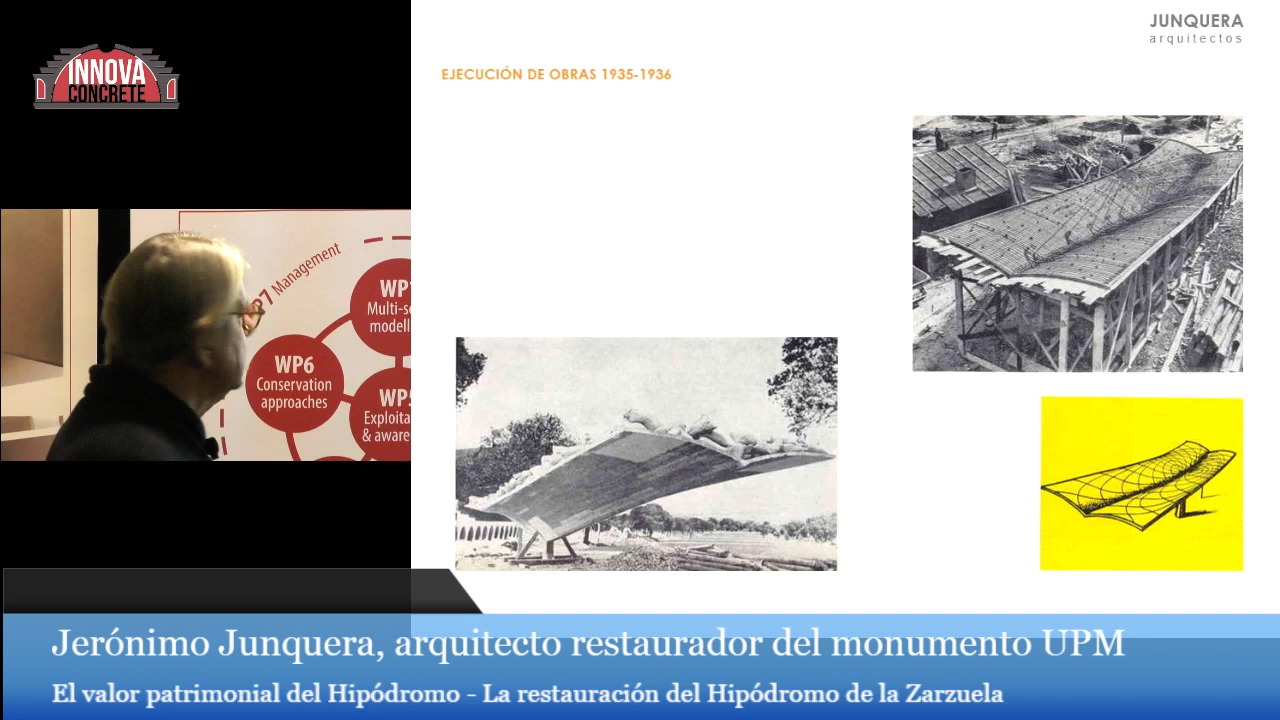 INNOVA
CONCRETE
JUNQUERA
arquitectos
EJECUCIÓN DE OBRAS 1935-1936
P7 Management
WP6
Conservation
approaches
Jerónimo Junquera, arquitecto restaurador del monumento UPM
El valor patrimonial del Hipódromo - La restauración del Hipódromo de la Zarzuela